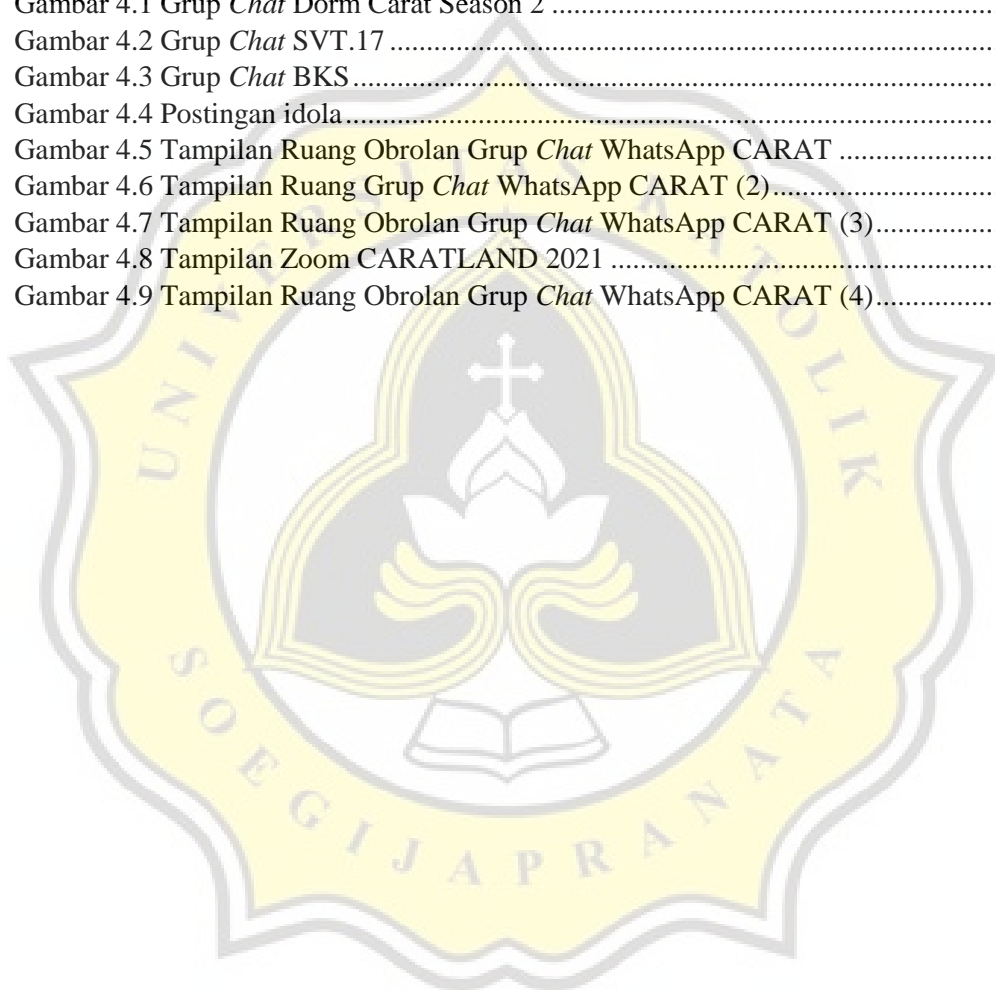 Gambar 4.1 Grup Chat Dorm Carat Season 2 ....................................................
Gambar 4.2 Grup Chat SVT.17 ..........................................................................
Gambar 4.3 Grup Chat BKS ...............................................................................
Gambar 4.4 Postingan idola ................................................................................
Gambar 4.5 Tampilan Ruang Obrolan Grup Chat WhatsApp CARAT ...................
Gambar 4.6 Tampilan Ruang Grup Chat WhatsApp CARAT (2) ...........................
Gambar 4.7 Tampilan Ruang Obrolan Grup Chat WhatsApp CARAT (3) ...............
Gambar 4.8 Tampilan Zoom CARATLAND 2021 ...............................................
Gambar 4.9 Tampilan Ruang Obrolan Grup Chat WhatsApp CARAT (4) ...............
UNIVERSITAS KATOLIK
SOEGIJAPRANATA